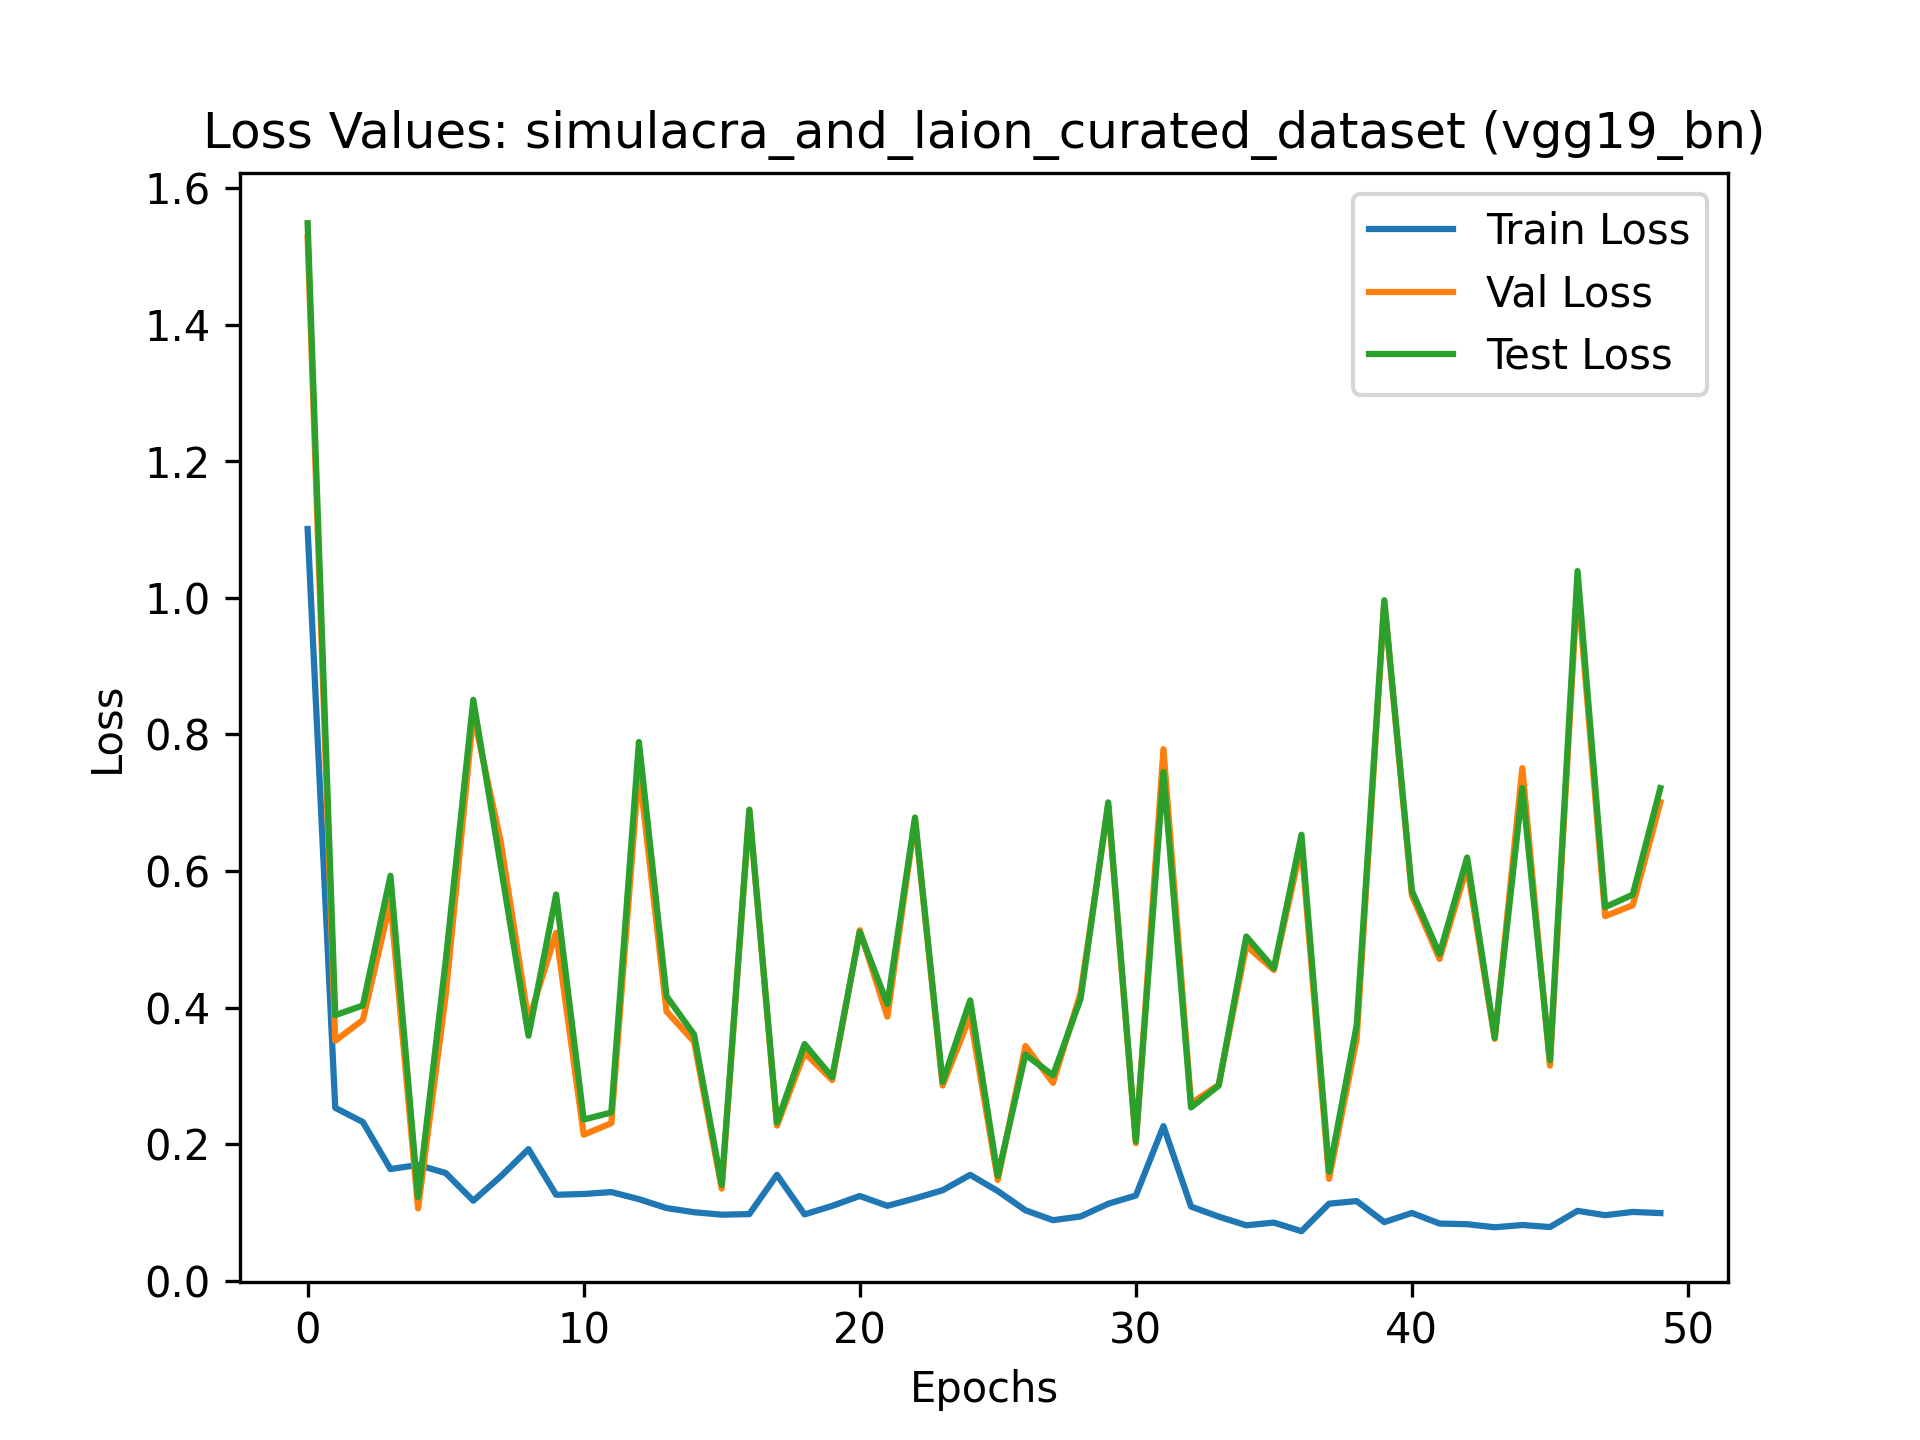 Loss Values: simulacra_and_laion_curated_dataset (vgg19_bn)
1.6
1.4
1.2
1.0
0.8
0.6
0.4
0.2
0.0
Loss
Train Loss
Val Loss
Test Loss
0 10 20 30 40 50
Epochs